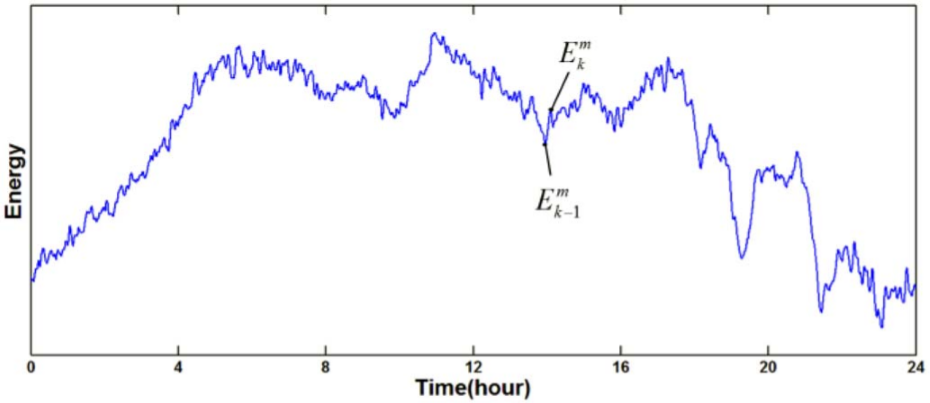 E_k^m
E_{k-1}^m
Energy
0 4 8 12 16 20 24
Time(hour)